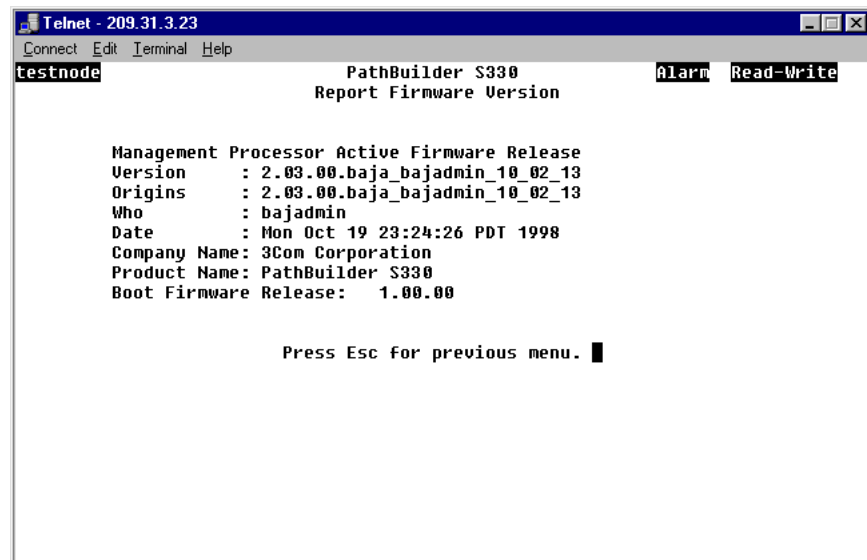 Telnet - 209.31.3.23
Connect Edit Terminal Help
testnode PathBuilder S330 Alarm Read-Write
Report Firmware Version
Management Processor Active Firmware Release
Version : 2.03.00.baja_bajadmin_10_02_13
Origins : 2.03.00.baja_bajadmin_10_02_13
Who : bajadmin
Date : Mon Oct 19 23:24:26 PDT 1998
Company Name: 3Com Corporation
Product Name: PathBuilder S330
Boot Firmware Release: 1.00.00
Press Esc for previous menu.